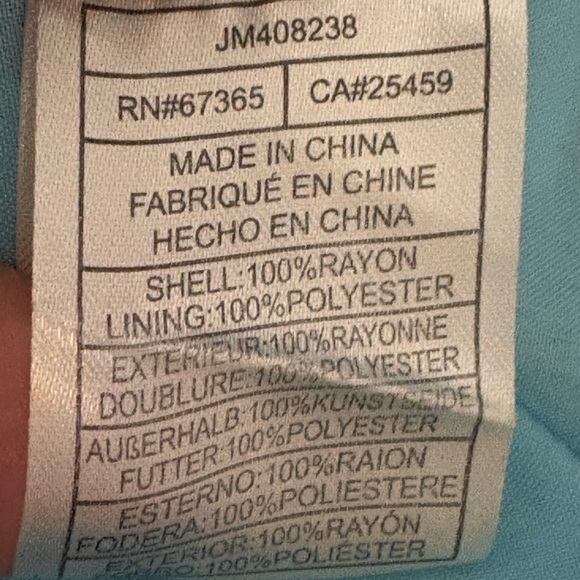 JM408238
RN#67365 CA#25459
MADE IN CHINA
FABRIQUÉ EN CHINE
HECHO EN CHINA
SHELL:100%RAYON
LINING:100%POLYESTER
EXTERIEUR:100%RAYONNE
DOUBLURE:100%POLYESTER
AUßERHALB:100%KUNSTSEIDE
FUTTER:100%POLYESTER
ESTERNO:100%RAION
FODERA:100%POLIESTERE
EXTERIOR:100%RAYÓN
:100%POLIÉSTER